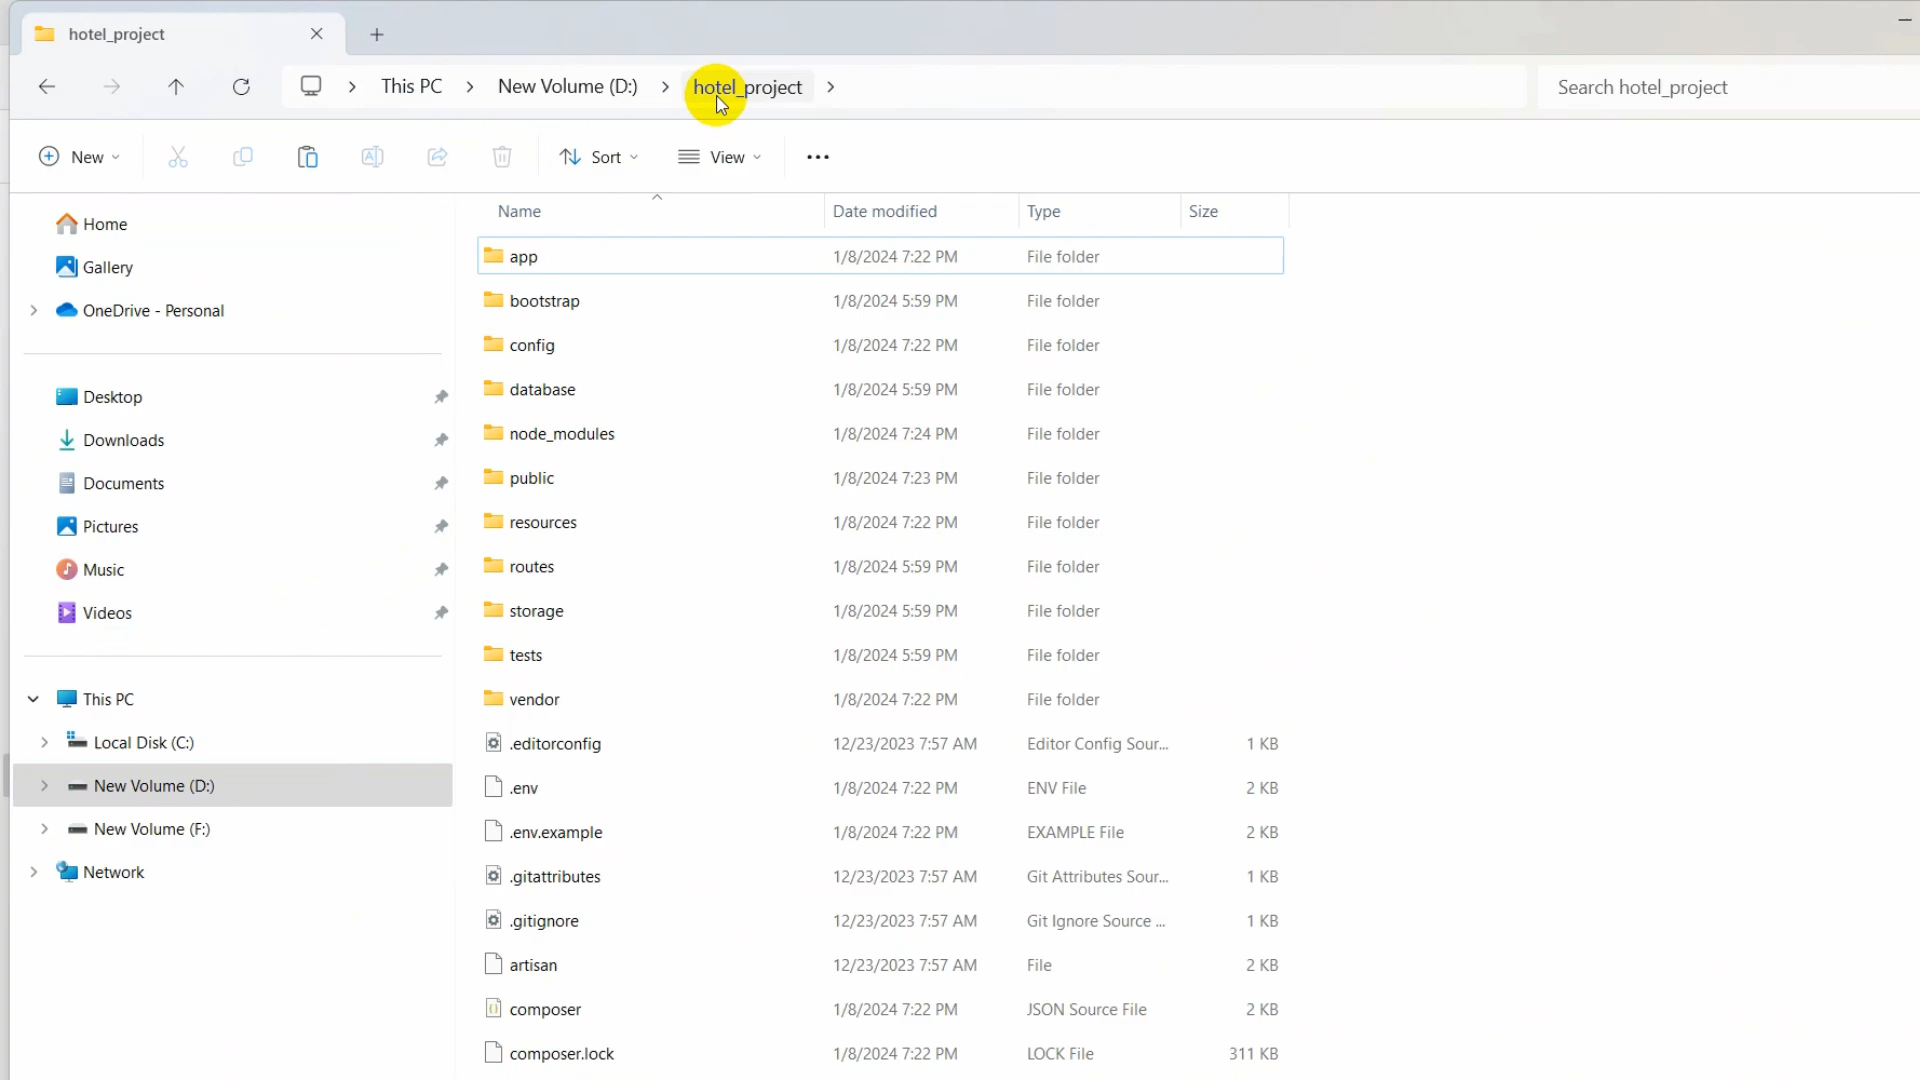 hotel_project
This PC > New Volume (D:) > hotel_project >
Search hotel_project
New
Sort
View
Name Date modified Type Size
Home
Gallery
OneDrive - Personal
Desktop
Downloads
Documents
Pictures
Music
Videos
This PC
Local Disk (C:)
New Volume (D:)
New Volume (F:)
Network
app 1/8/2024 7:22 PM File folder
bootstrap 1/8/2024 5:59 PM File folder
config 1/8/2024 7:22 PM File folder
database 1/8/2024 5:59 PM File folder
node_modules 1/8/2024 7:24 PM File folder
public 1/8/2024 7:23 PM File folder
resources 1/8/2024 7:22 PM File folder
routes 1/8/2024 5:59 PM File folder
storage 1/8/2024 5:59 PM File folder
tests 1/8/2024 5:59 PM File folder
vendor 1/8/2024 7:22 PM File folder
.editorconfig 12/23/2023 7:57 AM Editor Config Sour... 1 KB
.env 1/8/2024 7:22 PM ENV File 2 KB
.env.example 1/8/2024 7:22 PM EXAMPLE File 2 KB
.gitattributes 12/23/2023 7:57 AM Git Attributes Sour... 1 KB
.gitignore 12/23/2023 7:57 AM Git Ignore Source ... 1 KB
artisan 12/23/2023 7:57 AM File 2 KB
composer 1/8/2024 7:22 PM JSON Source File 2 KB
composer.lock 1/8/2024 7:22 PM LOCK File 311 KB